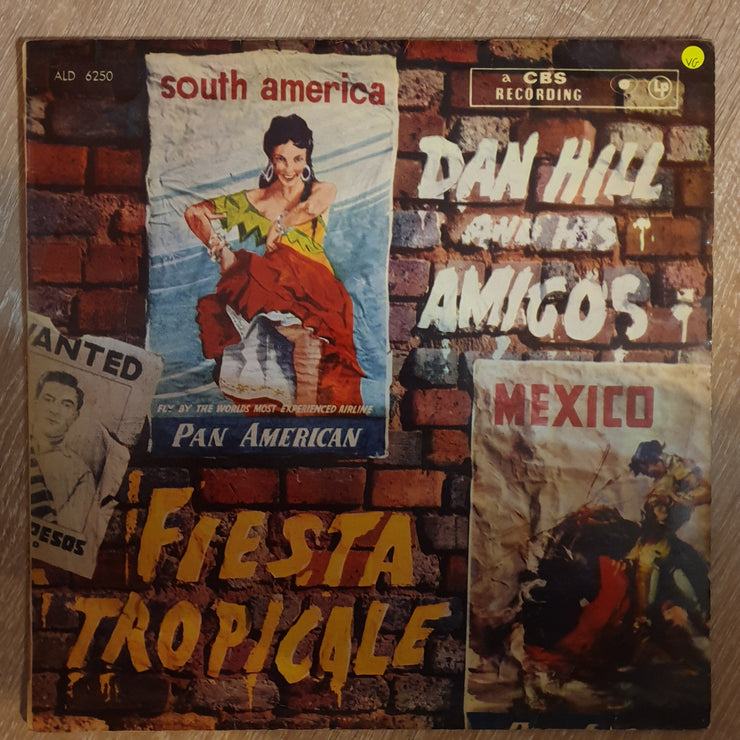 ALD 6250
south america
a CBS
RECORDING
LP
VG
DAN HILL
AND HIS
AMIGOS
FLY BY THE WORLDS MOST EXPERIENCED AIRLINE
PAN AMERICAN
WANTED
PESOS
MEXICO
FIESTA
TROPICALE